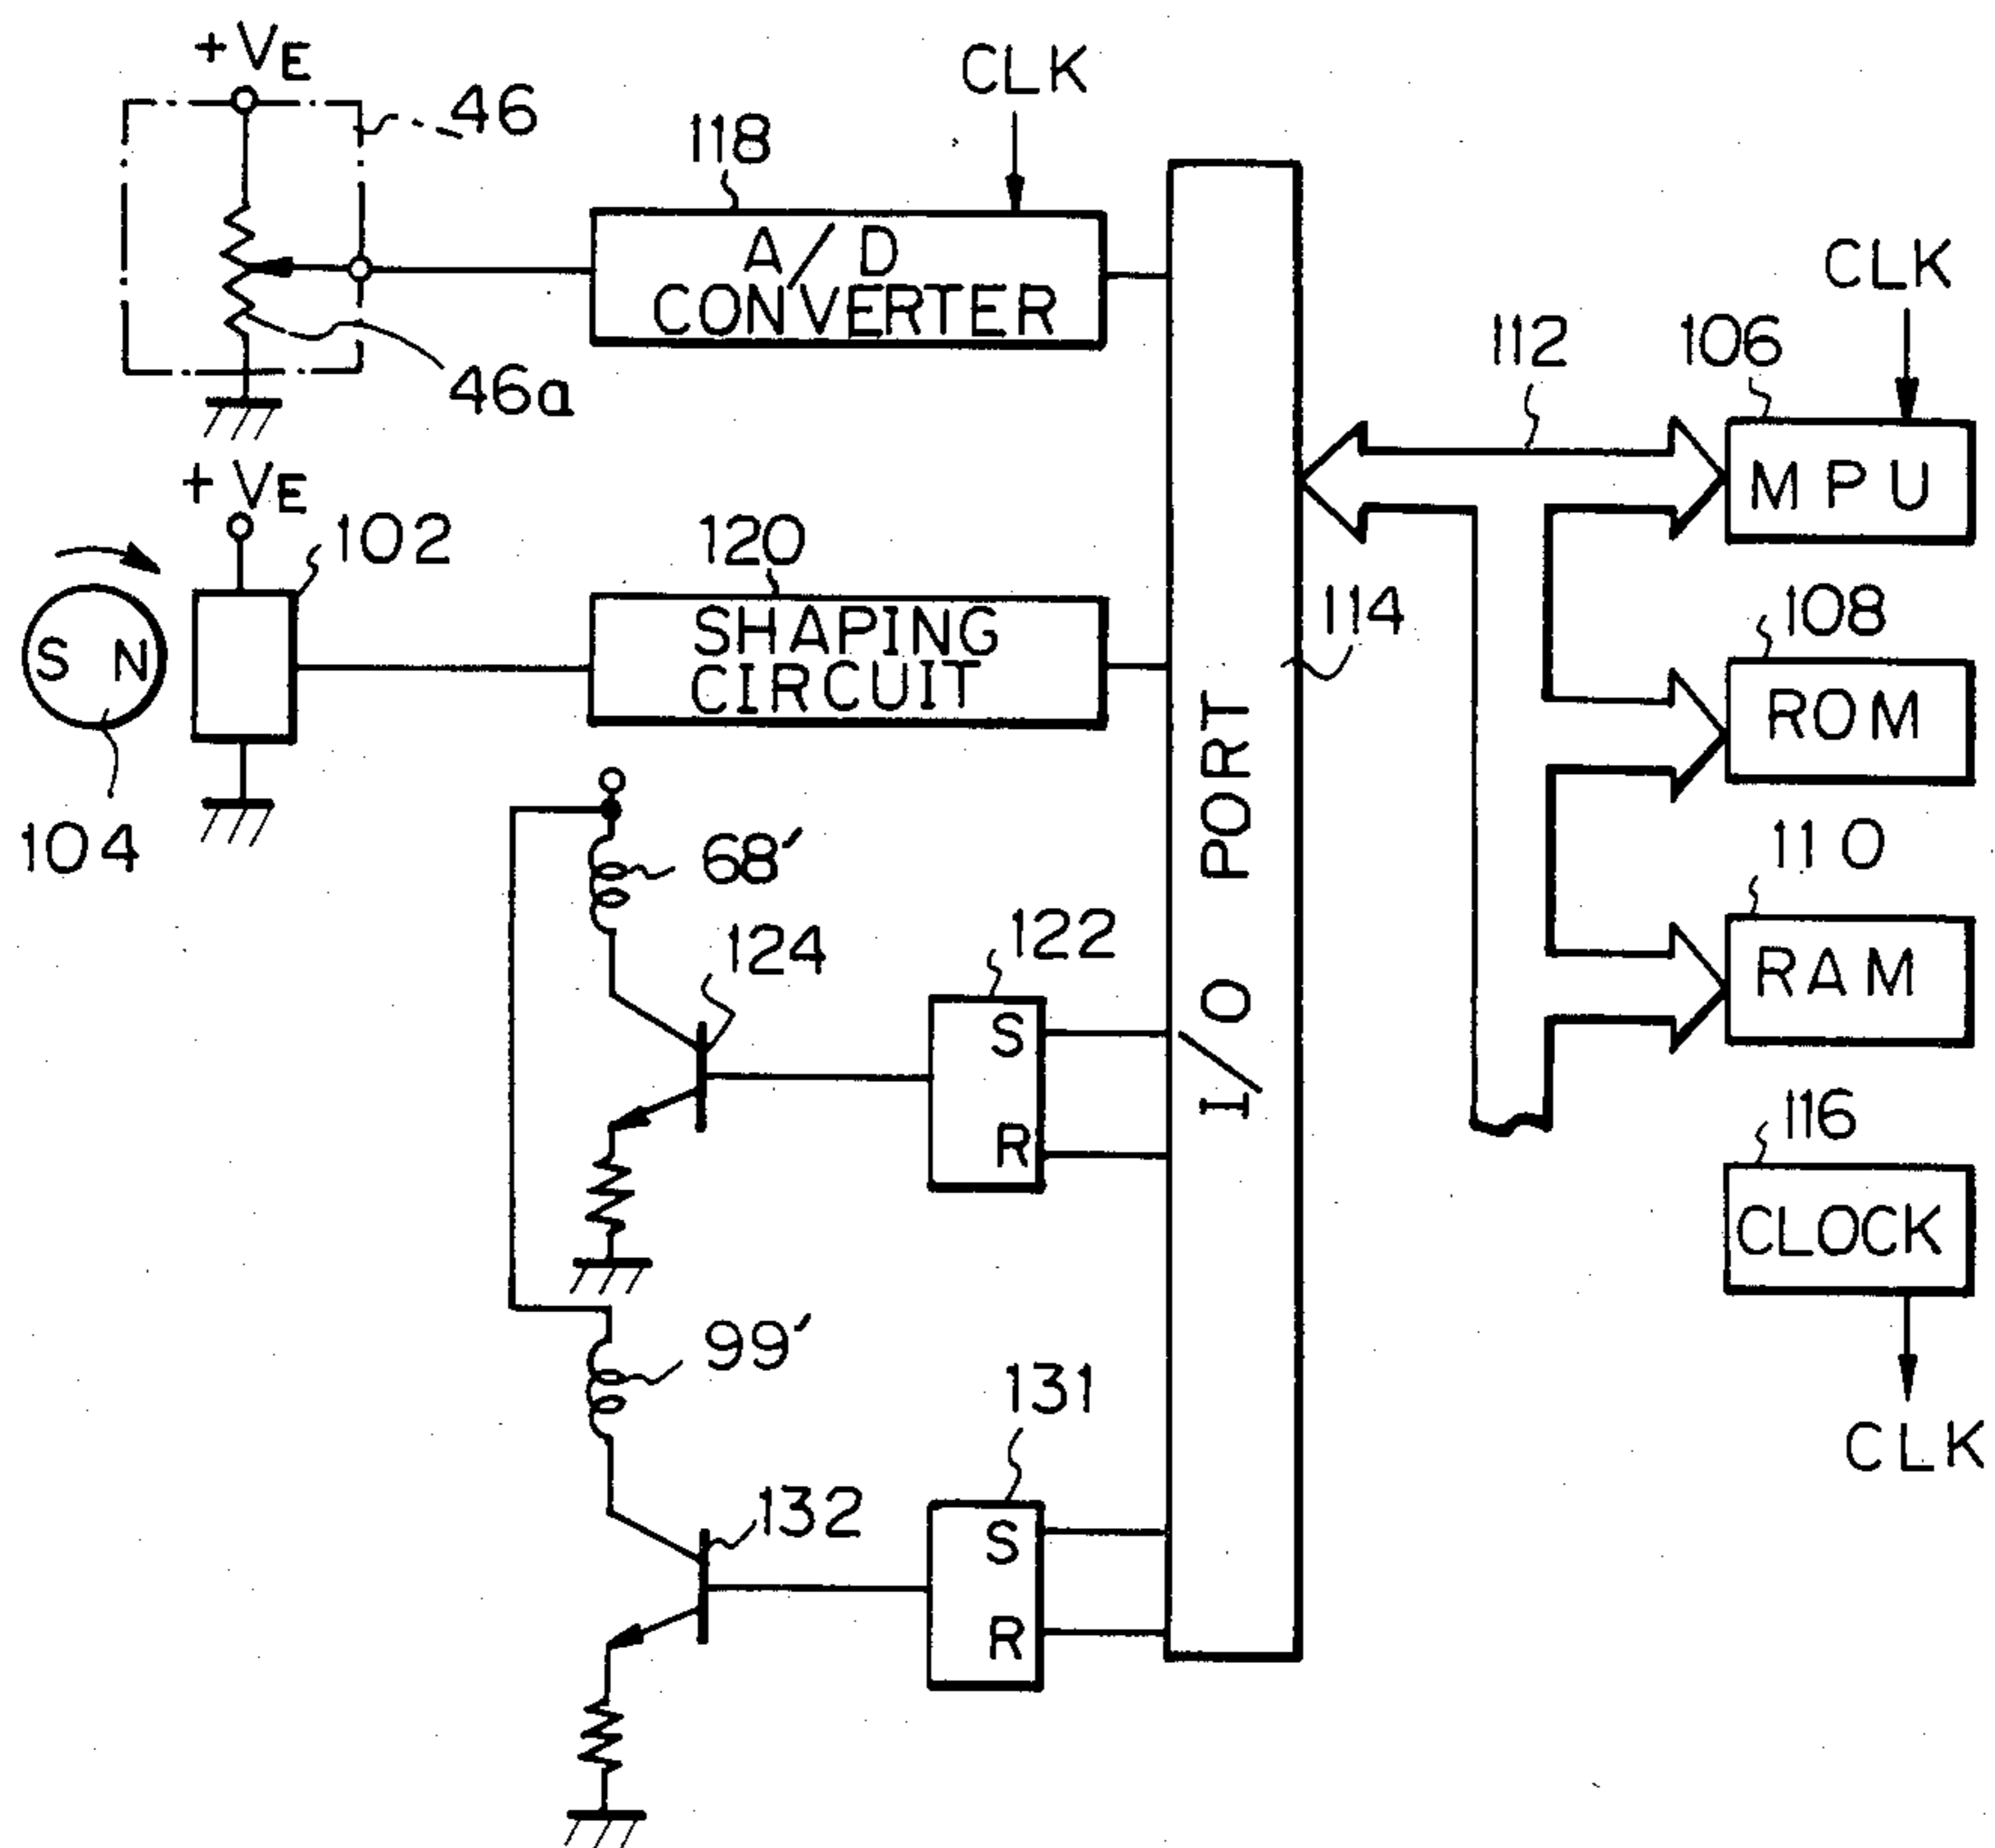 +VE
46
CLK
118
A/D
CONVERTER
46a
CLK
112
106
MPU
+VE
102
120
SHAPING
CIRCUIT
S N
104
114
108
ROM
68'
I/O PORT
110
RAM
124
122
S
R
116
CLOCK
CLK
99'
131
132
S
R